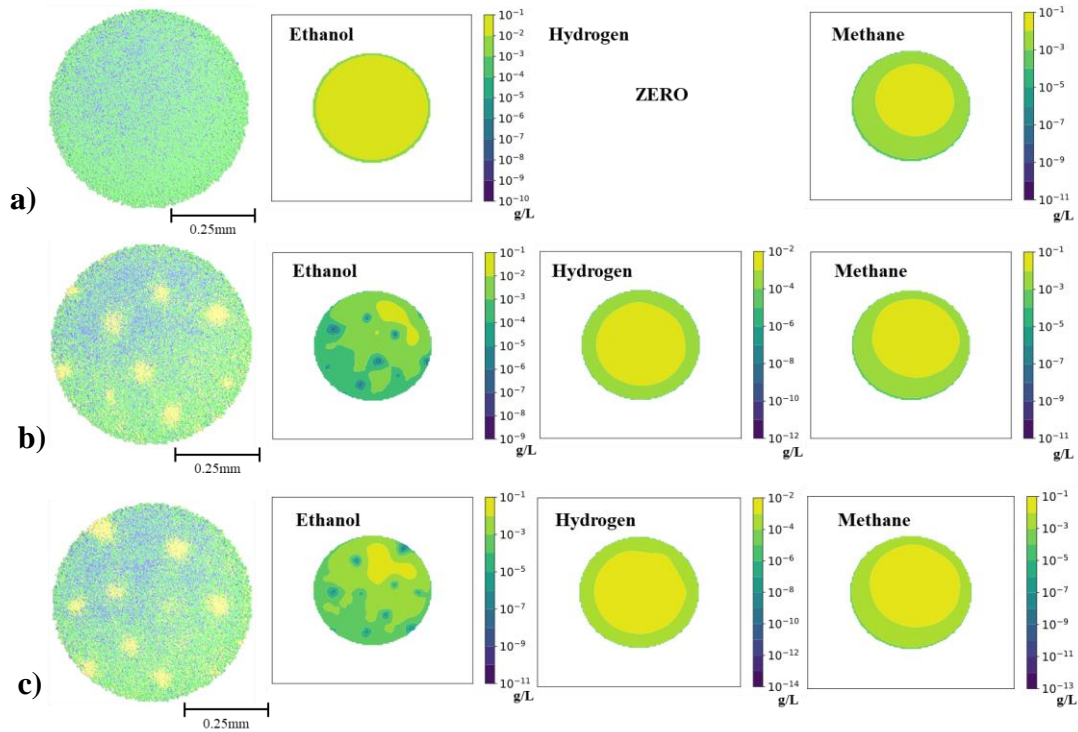 Ethanol
10⁻¹
10⁻²
10⁻³
10⁻⁴
10⁻⁵
10⁻⁶
10⁻⁷
10⁻⁸
10⁻⁹
10⁻¹⁰
g/L
Hydrogen
ZERO
Methane
10⁻¹
10⁻³
10⁻⁵
10⁻⁷
10⁻⁹
10⁻¹¹
g/L
a)
0.25mm
Ethanol
10⁻¹
10⁻²
10⁻³
10⁻⁴
10⁻⁵
10⁻⁶
10⁻⁷
10⁻⁸
10⁻⁹
g/L
Hydrogen
10⁻²
10⁻⁴
10⁻⁶
10⁻⁸
10⁻¹⁰
10⁻¹²
g/L
Methane
10⁻¹
10⁻³
10⁻⁵
10⁻⁷
10⁻⁹
10⁻¹¹
g/L
b)
0.25mm
Ethanol
10⁻¹
10⁻³
10⁻⁵
10⁻⁷
10⁻⁹
10⁻¹¹
g/L
Hydrogen
10⁻²
10⁻⁴
10⁻⁶
10⁻⁸
10⁻¹⁰
10⁻¹²
10⁻¹⁴
g/L
Methane
10⁻¹
10⁻³
10⁻⁵
10⁻⁷
10⁻⁹
10⁻¹¹
10⁻¹³
g/L
c)
0.25mm